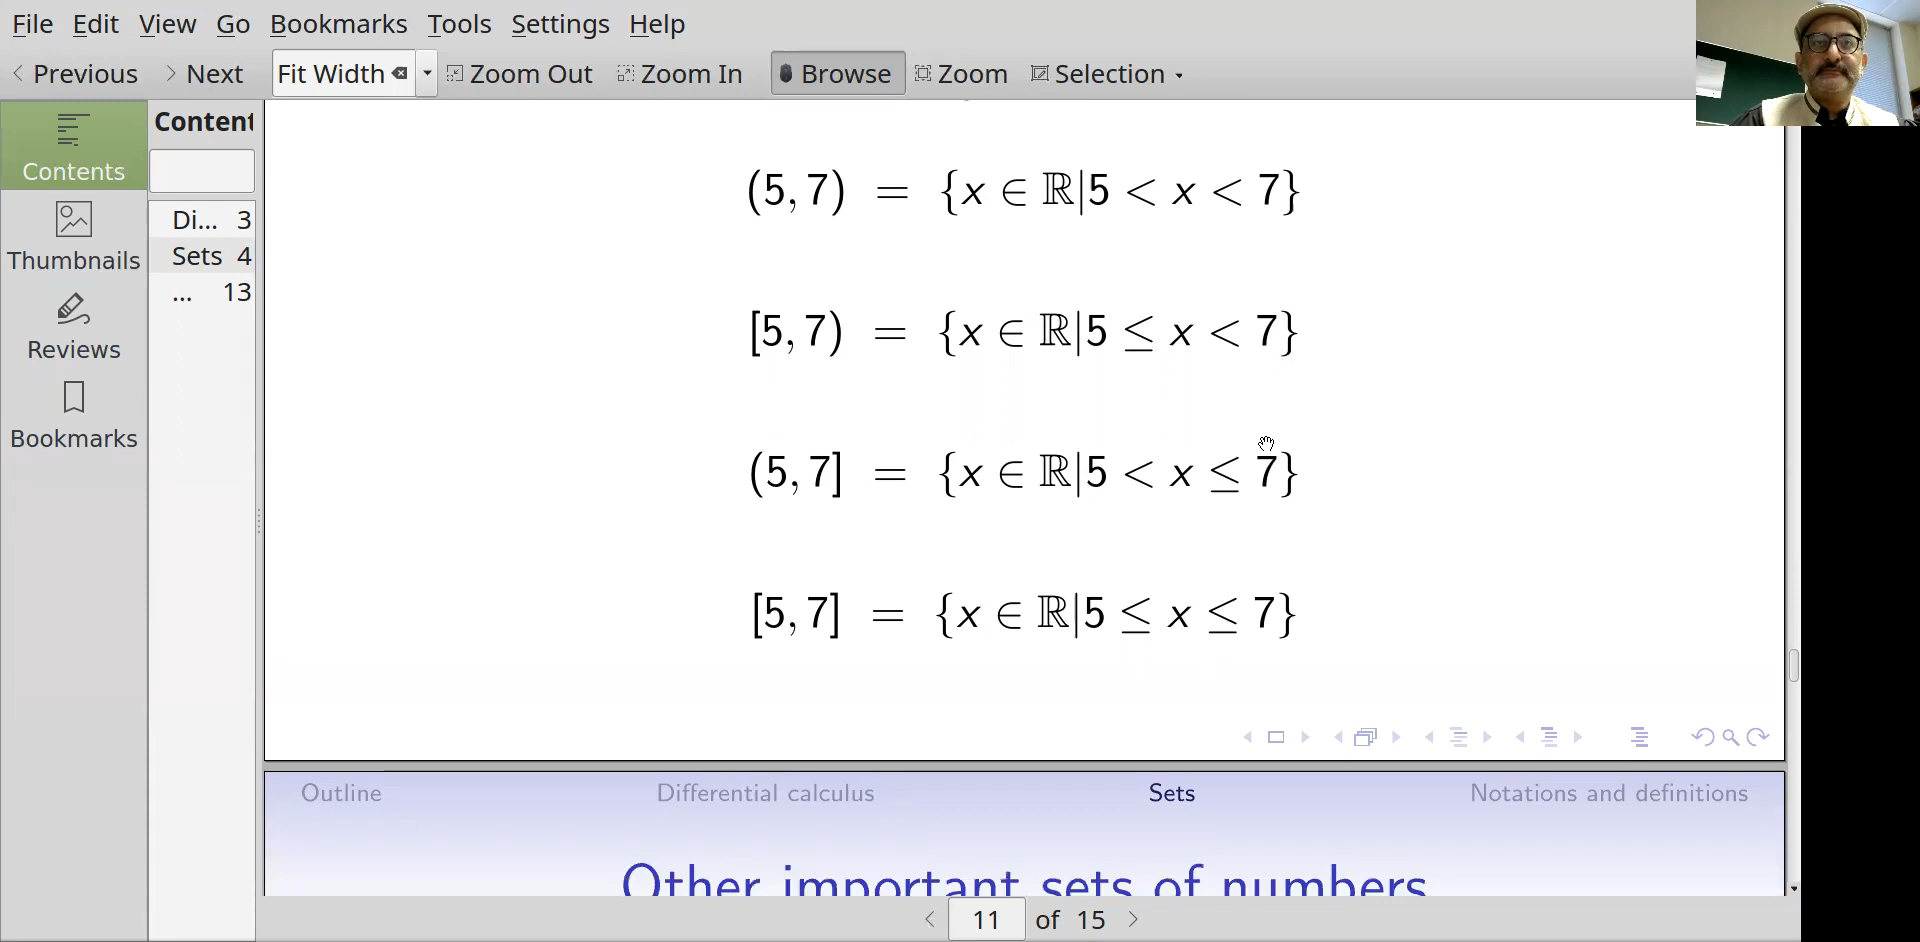 File Edit View Go Bookmarks Tools Settings Help
Previous Next Fit Width Zoom Out Zoom In Browse Zoom Selection
Contents
Thumbnails
Reviews
Bookmarks
Content
Di... 3
Sets 4
... 13
(5, 7) = {x ∈ ℝ|5 < x < 7}
[5, 7) = {x ∈ ℝ|5 ≤ x < 7}
(5, 7] = {x ∈ ℝ|5 < x ≤ 7}
[5, 7] = {x ∈ ℝ|5 ≤ x ≤ 7}
Outline Differential calculus Sets Notations and definitions
Other important sets of numbers
11 of 15